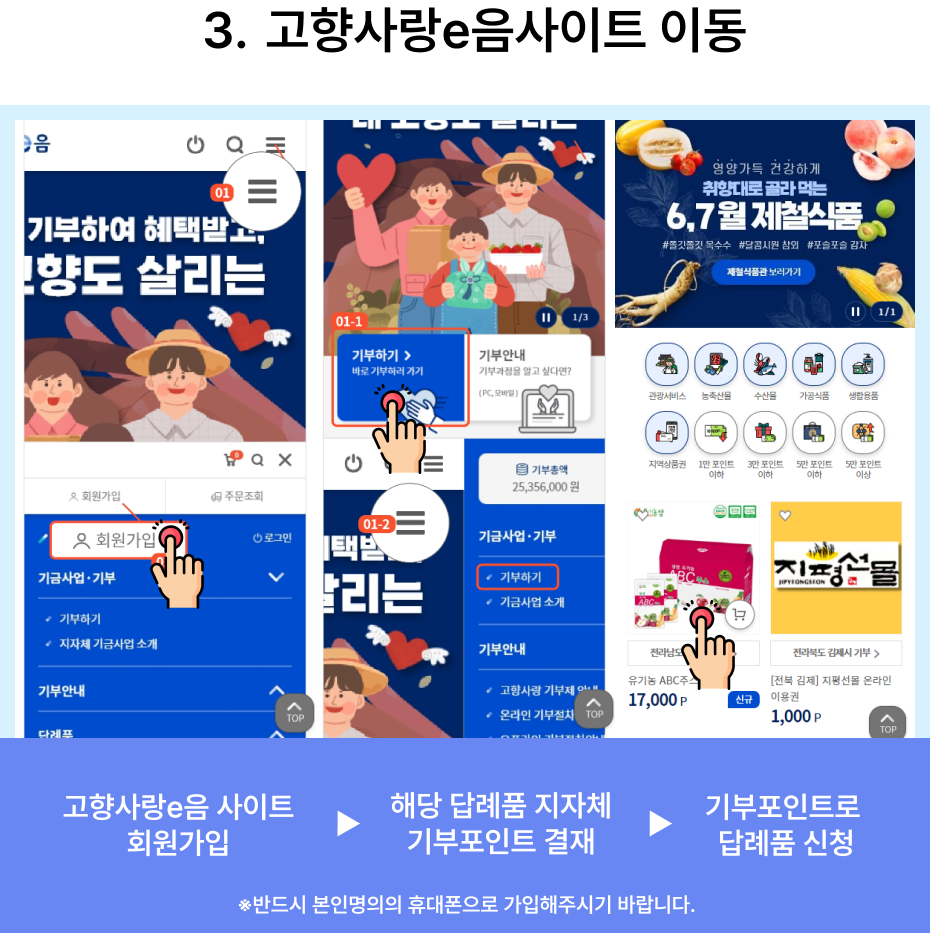 3. 고향사랑e음사이트 이동
e음
01
기부하여 혜택받고,
고향도 살리는
0
회원가입
주문조회
회원가입
로그인
기금사업·기부
기부하기
지자체 기금사업 소개
기부안내
답례품
TOP
01-1
1/3
기부하기
바로 기부하러 가기
기부안내
기부과정을 알고 싶다면?
(PC, 모바일)
01-2
기부총액
25,356,000 원
기금사업·기부
기부하기
기금사업 소개
기부안내
고향사랑 기부제 안내
온라인 기부절차
TOP
영양가득 건강하게
취향대로 골라 먹는
6,7월 제철식품
#쫄깃쫄깃 옥수수 #달콤시원 참외 #포슬포슬 감자
제철식품관 보러가기
1/1
관광서비스
농축산물
수산물
가공식품
생활용품
지역상품권
1만 포인트
이하
3만 포인트
이하
5만 포인트
이하
5만 포인트
이상
ABC주스
ABC
지평선몰
JIPYEONGSEON
전라남도
전라북도 김제시 기부
유기농 ABC주스
17,000 P
신규
[전북 김제] 지평선몰 온라인
이용권
1,000 P
TOP
고향사랑e음 사이트
회원가입
해당 답례품 지자체
기부포인트 결재
기부포인트로
답례품 신청
※반드시 본인명의의 휴대폰으로 가입해주시기 바랍니다.